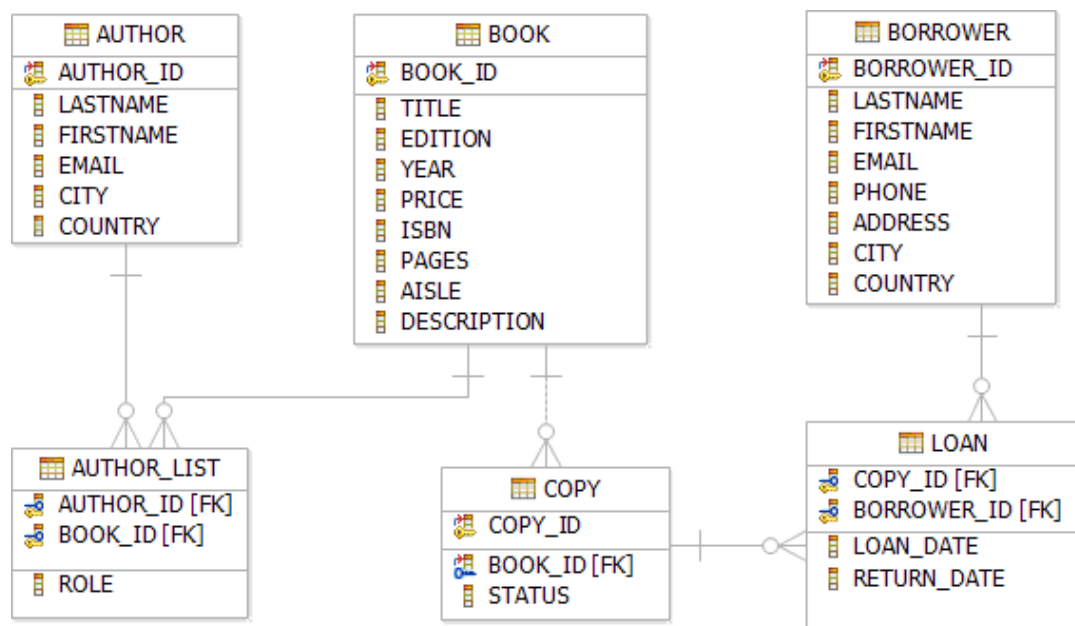 AUTHOR
AUTHOR_ID
LASTNAME
FIRSTNAME
EMAIL
CITY
COUNTRY
BOOK
BOOK_ID
TITLE
EDITION
YEAR
PRICE
ISBN
PAGES
AISLE
DESCRIPTION
BORROWER
BORROWER_ID
LASTNAME
FIRSTNAME
EMAIL
PHONE
ADDRESS
CITY
COUNTRY
AUTHOR_LIST
AUTHOR_ID [FK]
BOOK_ID [FK]
ROLE
COPY
COPY_ID
BOOK_ID [FK]
STATUS
LOAN
COPY_ID [FK]
BORROWER_ID [FK]
LOAN_DATE
RETURN_DATE